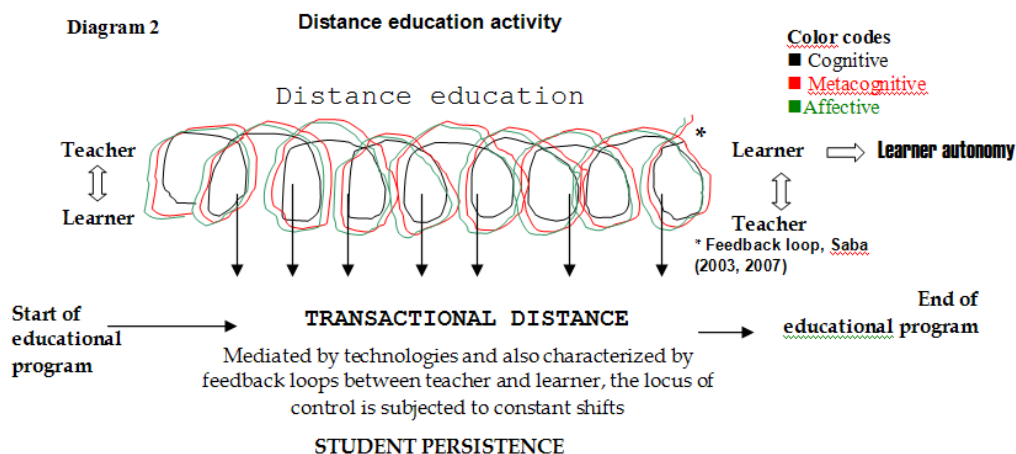 Diagram 2
Distance education activity
Color codes
■ Cognitive
■ Metacognitive
■ Affective
Distance education
*
Teacher
Learner
Learner
Learner autonomy
Teacher
* Feedback loop, Saba
(2003, 2007)
Start of
educational
program
TRANSACTIONAL DISTANCE
Mediated by technologies and also characterized by
feedback loops between teacher and learner, the locus of
control is subjected to constant shifts
STUDENT PERSISTENCE
End of
educational program